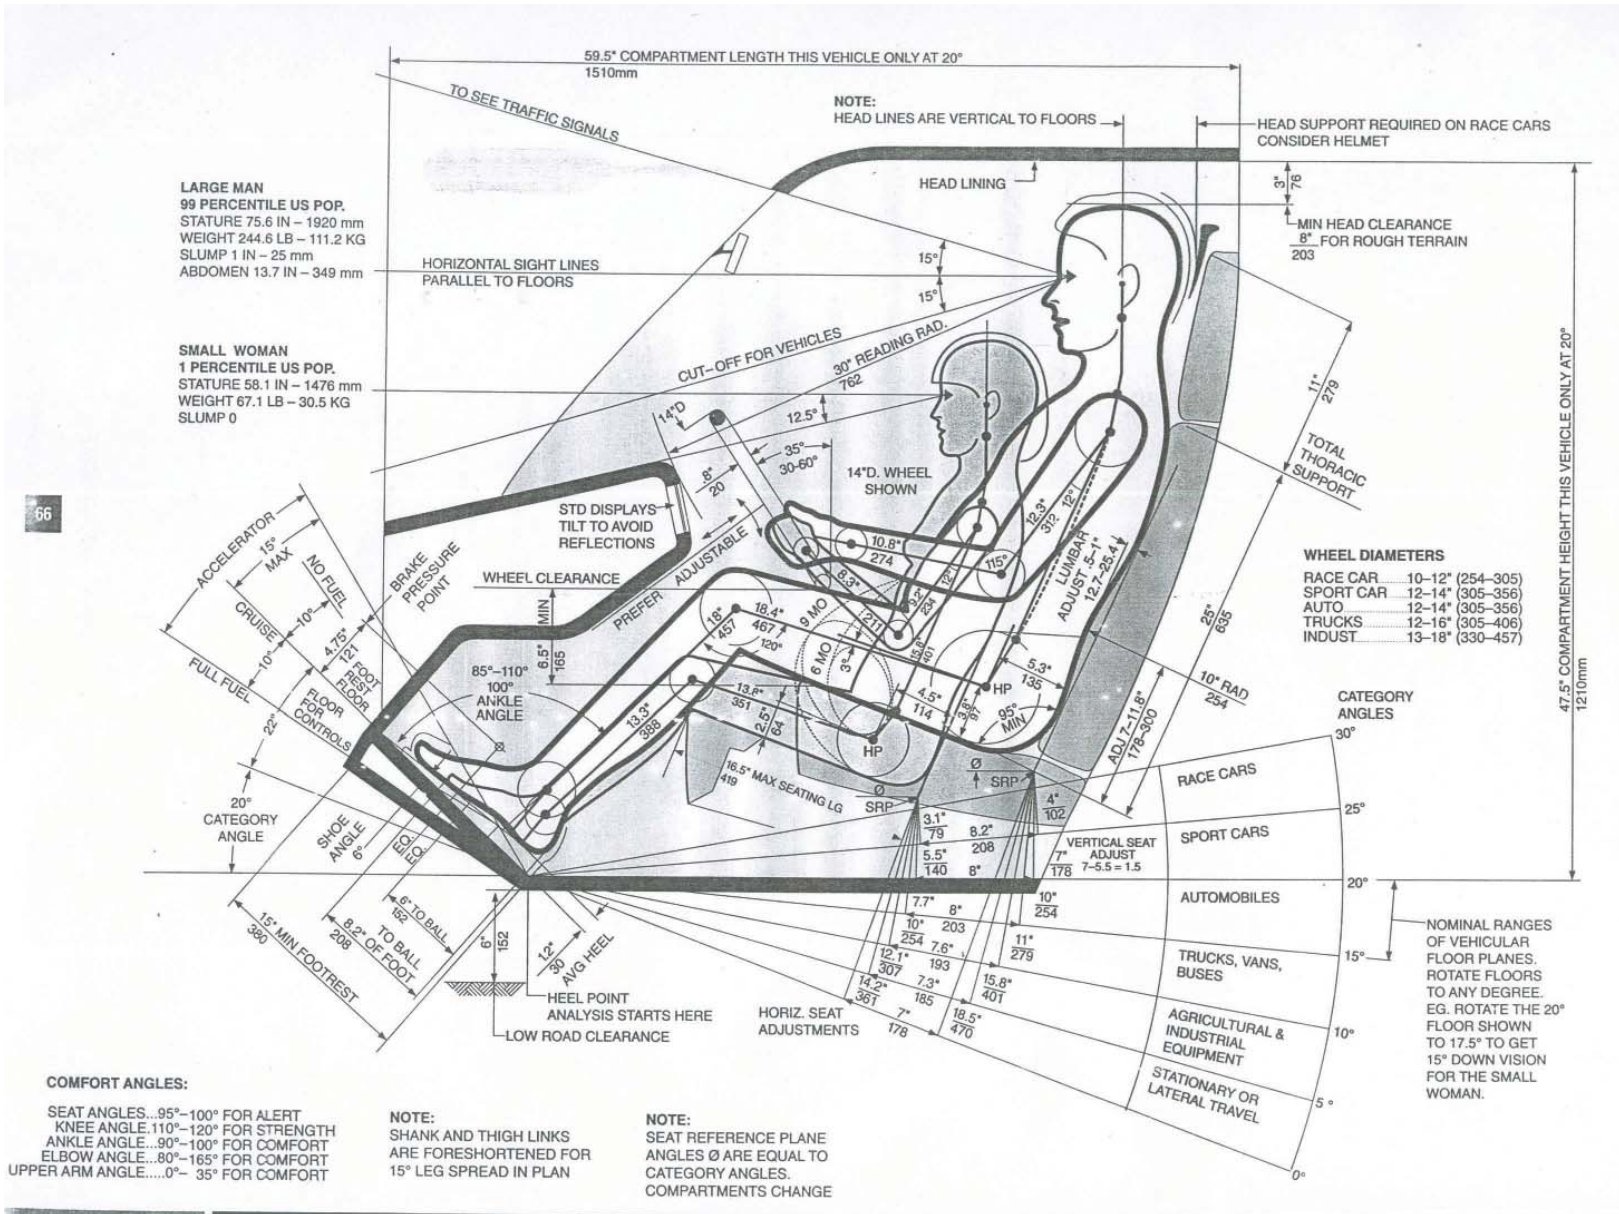 59.5" COMPARTMENT LENGTH THIS VEHICLE ONLY AT 20°
1510mm
TO SEE TRAFFIC SIGNALS
NOTE:
HEAD LINES ARE VERTICAL TO FLOORS
HEAD SUPPORT REQUIRED ON RACE CARS
CONSIDER HELMET
HEAD LINING
3"
76
MIN HEAD CLEARANCE
8" FOR ROUGH TERRAIN
203
LARGE MAN
99 PERCENTILE US POP.
STATURE 75.6 IN – 1920 mm
WEIGHT 244.6 LB – 111.2 KG
SLUMP 1 IN – 25 mm
ABDOMEN 13.7 IN – 349 mm
HORIZONTAL SIGHT LINES
PARALLEL TO FLOORS
15°
15°
SMALL WOMAN
1 PERCENTILE US POP.
STATURE 58.1 IN – 1476 mm
WEIGHT 67.1 LB – 30.5 KG
SLUMP 0
CUT-OFF FOR VEHICLES
30" READING RAD.
762
12.5°
14"D
35°
30-60°
8"
20
14"D. WHEEL
SHOWN
11"
279
TOTAL
THORACIC
SUPPORT
47.5" COMPARTMENT HEIGHT THIS VEHICLE ONLY AT 20°
1210mm
66
STD DISPLAYS
TILT TO AVOID
REFLECTIONS
PREFER
ADJUSTABLE
12.3"
312
12°
LUMBAR
ADJUST .5–1"
12.7–25.4
10.8"
274
115°
8.3"
211
9.2"
234
12°
25"
635
WHEEL DIAMETERS
RACE CAR........10–12" (254–305)
SPORT CAR.....12–14" (305–356)
AUTO................12–14" (305–356)
TRUCKS...........12–16" (305–406)
INDUST............13–18" (330–457)
ACCELERATOR
15°
MAX
NO FUEL
10°
CRUISE
10°
FULL FUEL
BRAKE
PRESSURE
POINT
4.75"
121
FOOT
REST
FLOOR
FLOOR
FOR
CONTROLS
22°
WHEEL CLEARANCE
MIN
6.5"
165
18"
457
18.4"
467
120°
9 MO
6 MO
3"
15.8"
401
85°–110°
100°
ANKLE
ANGLE
13.3"
388
13.8"
351
2.5"
64
4.5"
114
3.8"
97
5.3"
135
HP
HP
95°
MIN
10" RAD
254
ADJ 7–11.8"
178–300
CATEGORY
ANGLES
30°
16.5" MAX SEATING LG
419
Ø
SRP
Ø
SRP
4"
102
RACE CARS
25°
20°
CATEGORY
ANGLE
SHOE
ANGLE
6°
EQ.
EQ.
3.1"
79
8.2"
208
5.5"
140
8"
7"
178
VERTICAL SEAT
ADJUST
7–5.5 = 1.5
SPORT CARS
20°
6" TO BALL
152
8.2" TO BALL
208 OF FOOT
15" MIN FOOTREST
380
6"
152
1.2"
30
AVG HEEL
HEEL POINT
ANALYSIS STARTS HERE
LOW ROAD CLEARANCE
7.7"
8"
203
10"
254
AUTOMOBILES
10"
254
7.6"
193
11"
279
TRUCKS, VANS,
BUSES
15°
12.1"
307
7.3"
185
15.8"
401
AGRICULTURAL &
INDUSTRIAL
EQUIPMENT
10°
14.2"
361
7"
178
18.5"
470
STATIONARY OR
LATERAL TRAVEL
5°
0°
HORIZ. SEAT
ADJUSTMENTS
NOMINAL RANGES
OF VEHICULAR
FLOOR PLANES.
ROTATE FLOORS
TO ANY DEGREE.
EG. ROTATE THE 20°
FLOOR SHOWN
TO 17.5° TO GET
15° DOWN VISION
FOR THE SMALL
WOMAN.
COMFORT ANGLES:
SEAT ANGLES...95°–100° FOR ALERT
KNEE ANGLE.110°–120° FOR STRENGTH
ANKLE ANGLE...90°–100° FOR COMFORT
ELBOW ANGLE...80°–165° FOR COMFORT
UPPER ARM ANGLE.....0°– 35° FOR COMFORT
NOTE:
SHANK AND THIGH LINKS
ARE FORESHORTENED FOR
15° LEG SPREAD IN PLAN
NOTE:
SEAT REFERENCE PLANE
ANGLES Ø ARE EQUAL TO
CATEGORY ANGLES.
COMPARTMENTS CHANGE